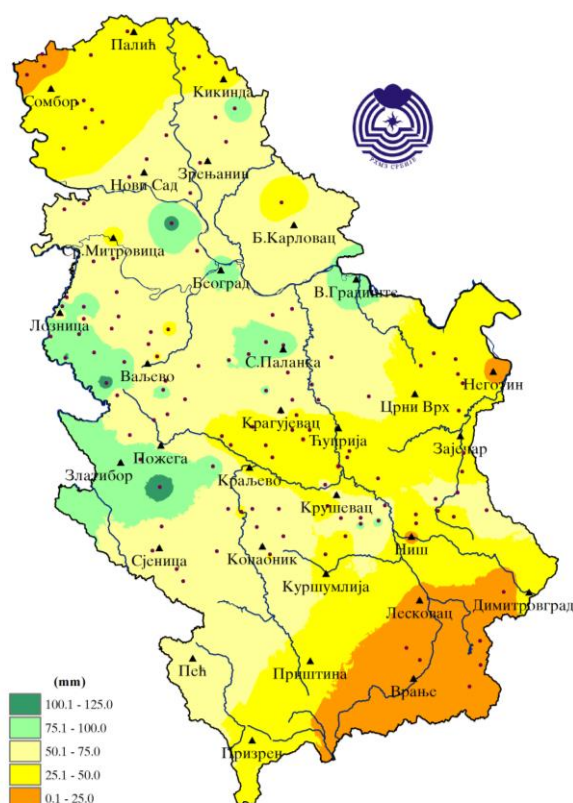 Палић
Сомбор
Кикинда
РХМЗ СРБИЈЕ
Зрењанин
Нови Сад
Б.Карловац
Ср.Митровица
Београд
В.Градиште
Лозница
С.Паланка
Ваљево
Неготин
Црни Врх
Крагујевац
Ћуприја
Зајечар
Пожега
Златибор
Краљево
Крушевац
Ниш
Сјеница
Копаоник
Куршумлија
Лесковац
Димитровград
Пећ
Приштина
Врање
Призрен
(mm)
100.1 - 125.0
75.1 - 100.0
50.1 - 75.0
25.1 - 50.0
0.1 - 25.0